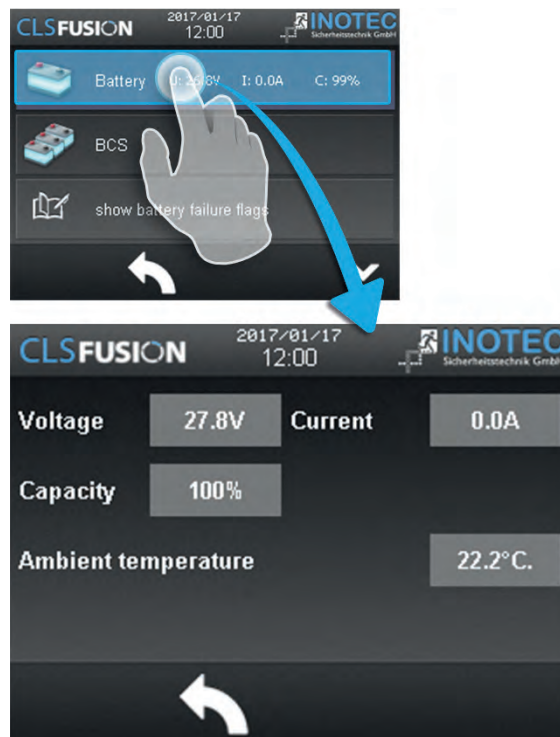 CLSFUSION 2017/01/17 12:00 INOTEC Sicherheitstechnik GmbH
Battery U: 26.8V I: 0.0A C: 99%
BCS
show battery failure flags
CLSFUSION 2017/01/17 12:00 INOTEC Sicherheitstechnik GmbH
Voltage 27.8V Current 0.0A
Capacity 100%
Ambient temperature 22.2°C.